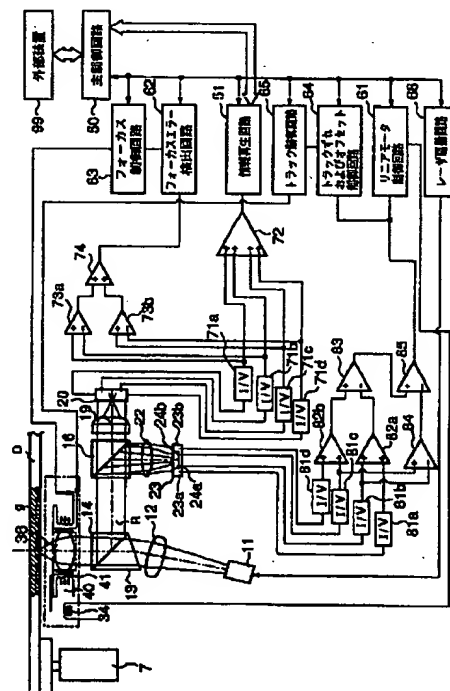 外部装置
99
主制御回路
50
フォーカス
制御回路
63
フォーカスエラー
検出回路
62
情報再生回路
51
トラック制御回路
65
トラックずれ
およびオフセット
64
リニアモータ
制御回路
61
レーザ制御回路
66
74
73a
73b
72
I/V
71a
I/V
71b
I/V
71c
I/V
71d
20
19
16
22
24b
23b
23
23a
24a
D
g
38
14
R
12
13
11
41
40
34
7
83
85
82b
82a
84
I/V
81d
I/V
81c
I/V
81b
I/V
81a